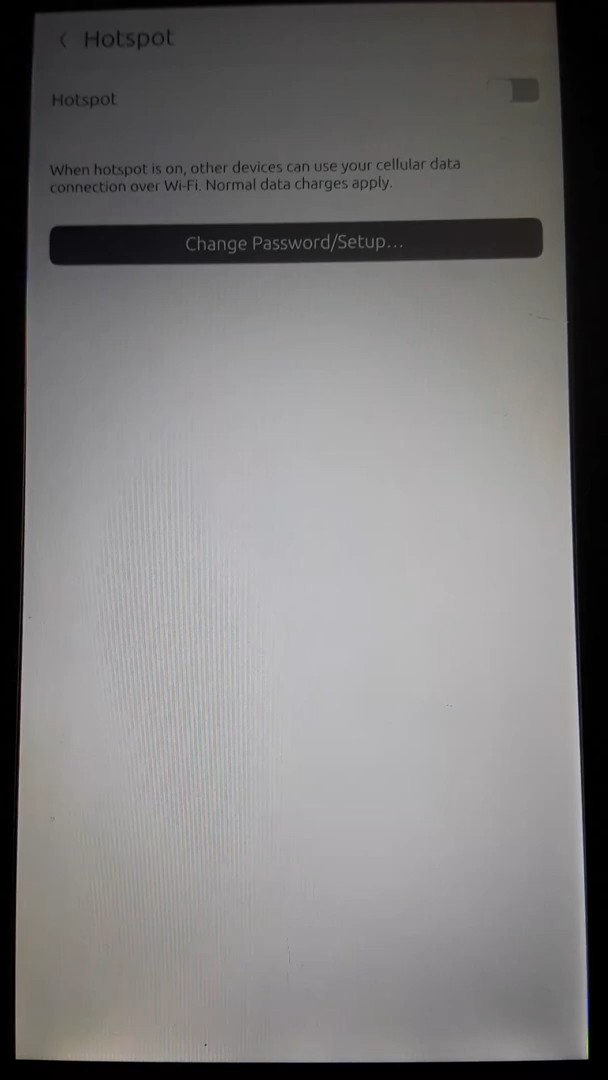 Hotspot
Hotspot
When hotspot is on, other devices can use your cellular data
connection over Wi-Fi. Normal data charges apply.
Change Password/Setup...